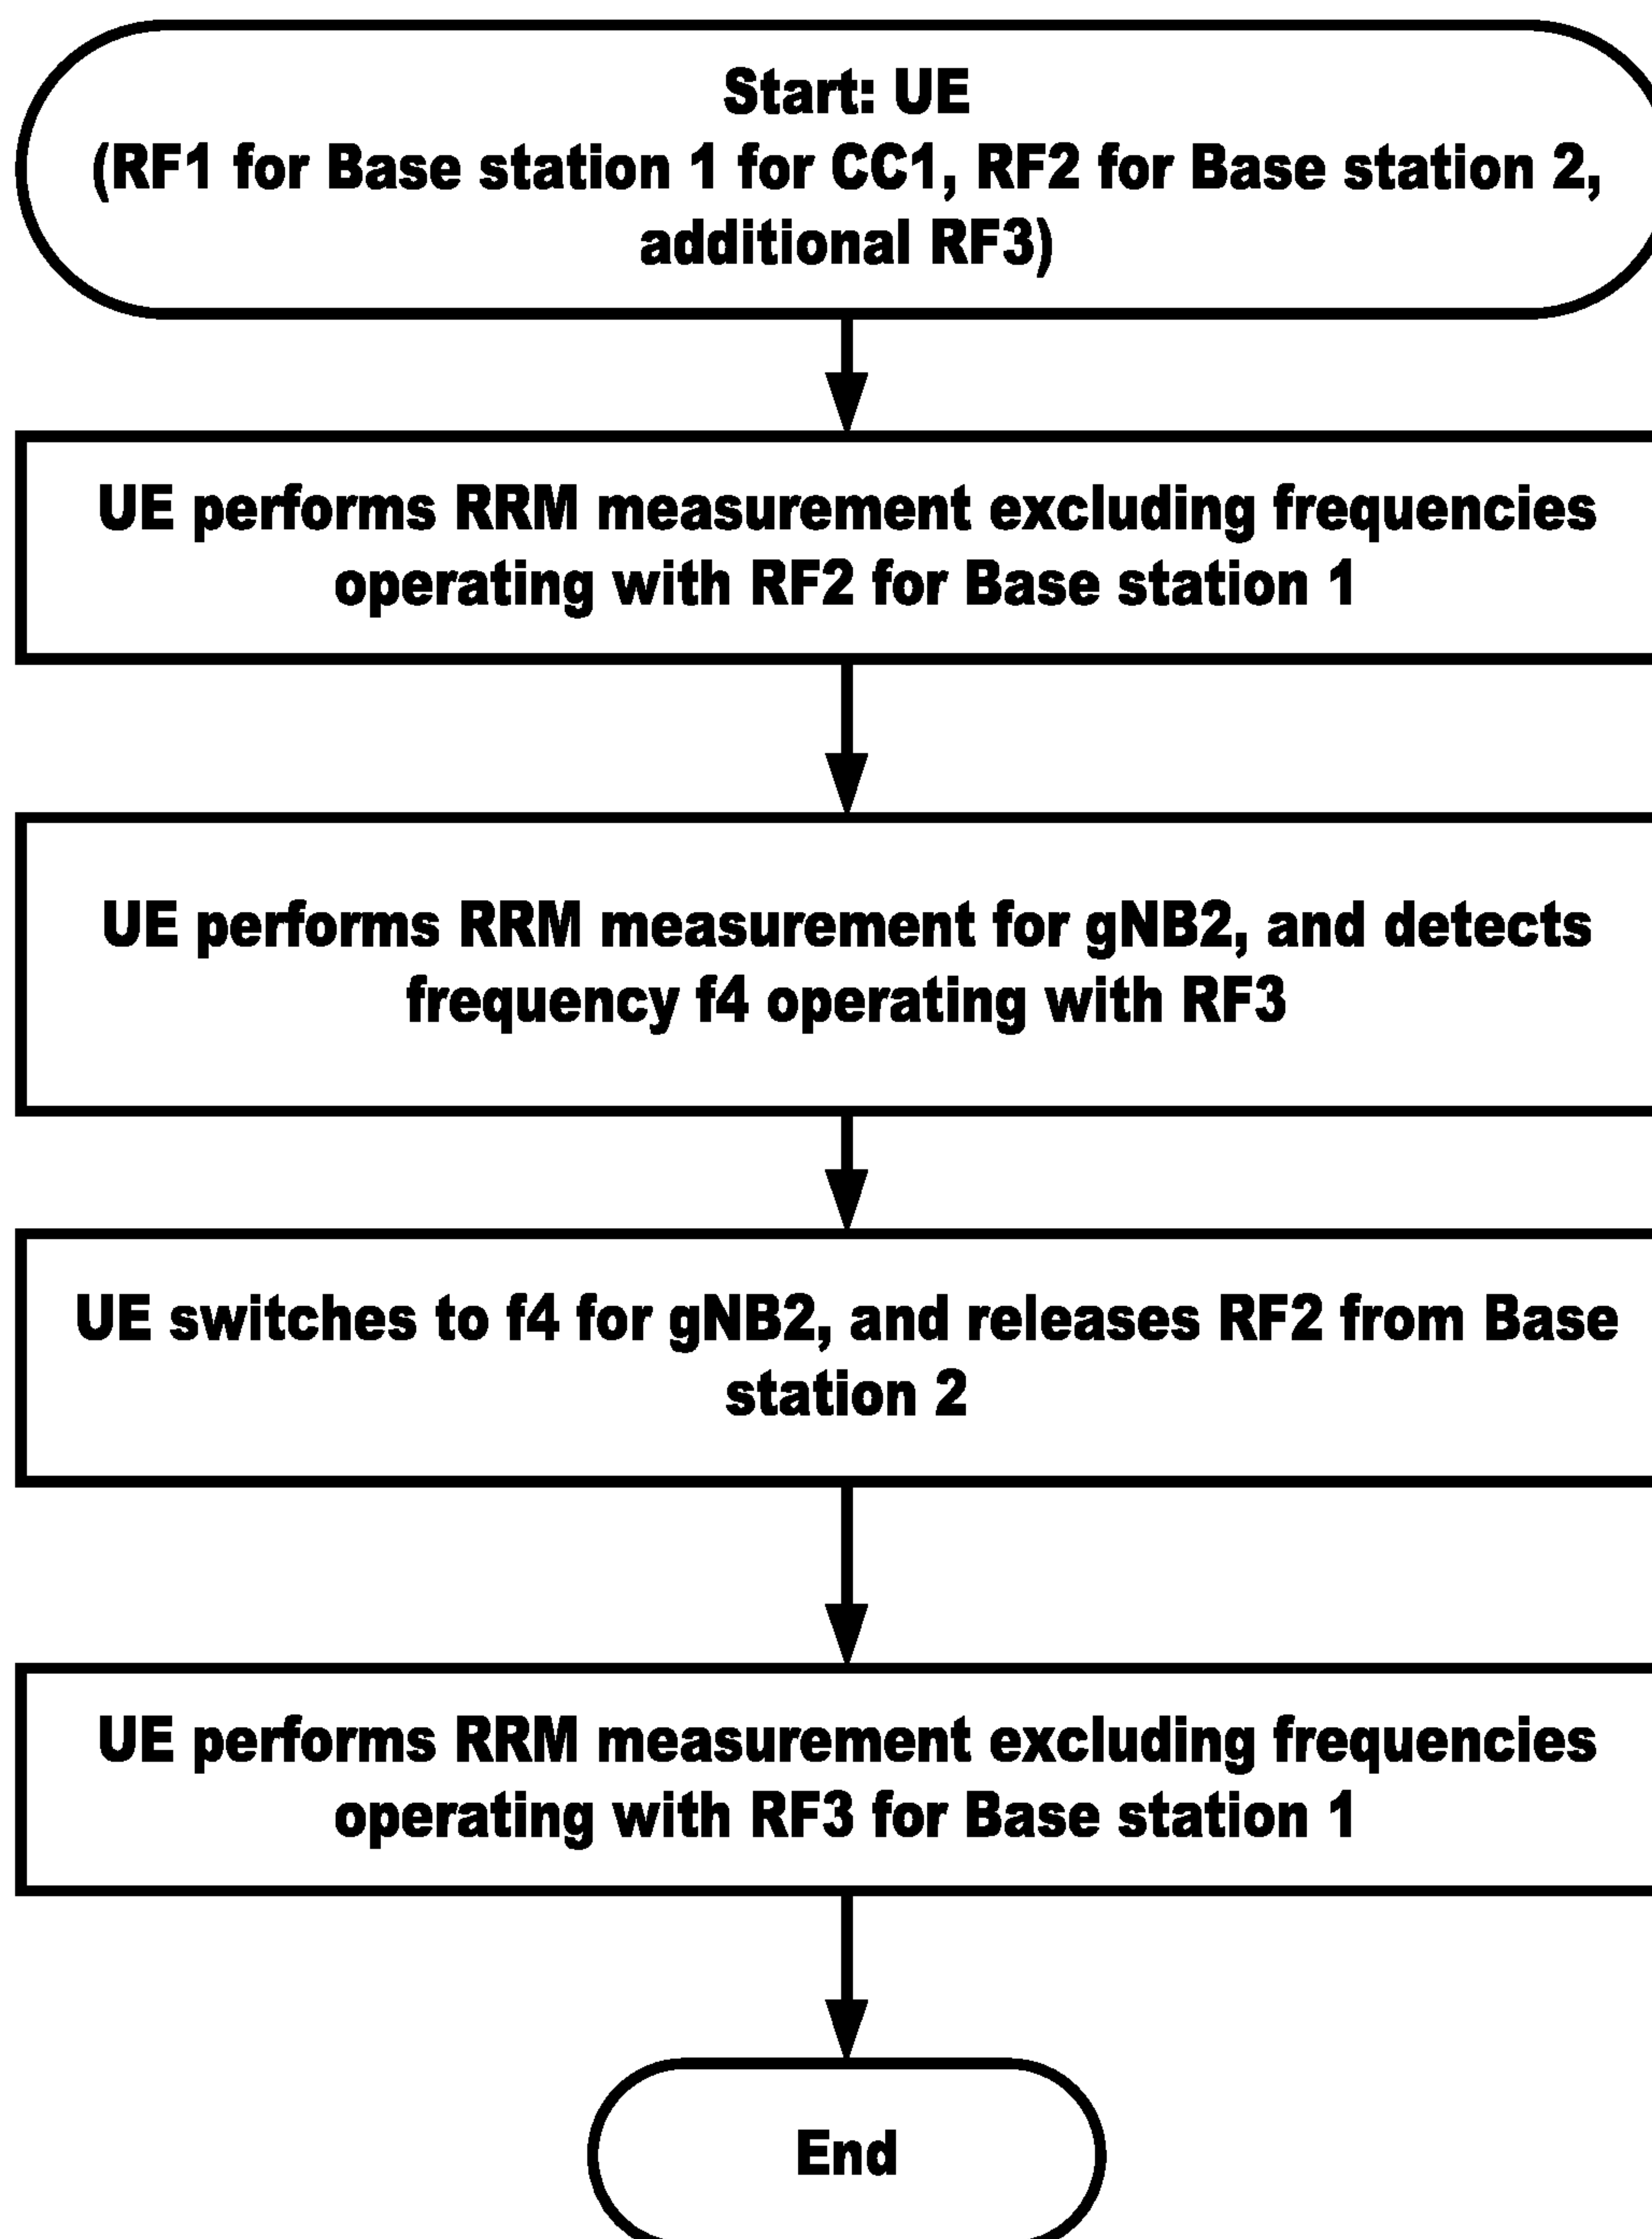 Start: UE
(RF1 for Base station 1 for CC1, RF2 for Base station 2,
additional RF3)
UE performs RRM measurement excluding frequencies
operating with RF2 for Base station 1
UE performs RRM measurement for gNB2, and detects
frequency f4 operating with RF3
UE switches to f4 for gNB2, and releases RF2 from Base
station 2
UE performs RRM measurement excluding frequencies
operating with RF3 for Base station 1
End